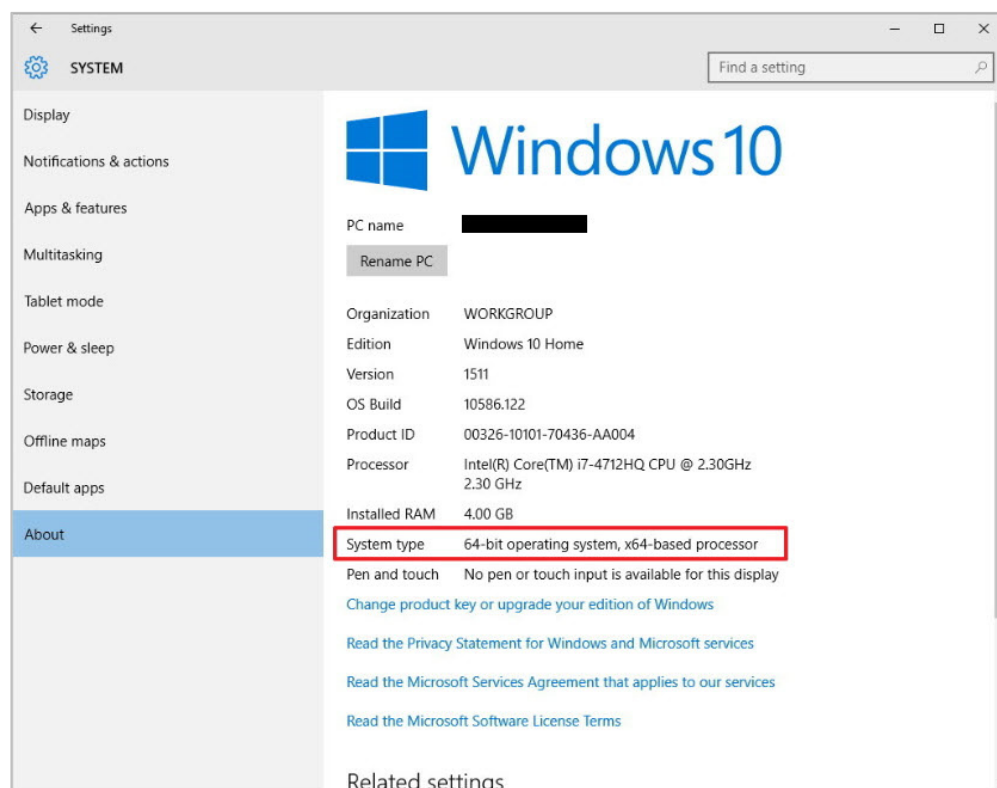 Settings
SYSTEM
Find a setting
Display
Notifications & actions
Apps & features
Multitasking
Tablet mode
Power & sleep
Storage
Offline maps
Default apps
About
Windows 10
PC name
Rename PC
Organization WORKGROUP
Edition Windows 10 Home
Version 1511
OS Build 10586.122
Product ID 00326-10101-70436-AA004
Processor Intel(R) Core(TM) i7-4712HQ CPU @ 2.30GHz
2.30 GHz
Installed RAM 4.00 GB
System type 64-bit operating system, x64-based processor
Pen and touch No pen or touch input is available for this display
Change product key or upgrade your edition of Windows
Read the Privacy Statement for Windows and Microsoft services
Read the Microsoft Services Agreement that applies to our services
Read the Microsoft Software License Terms
Related settings